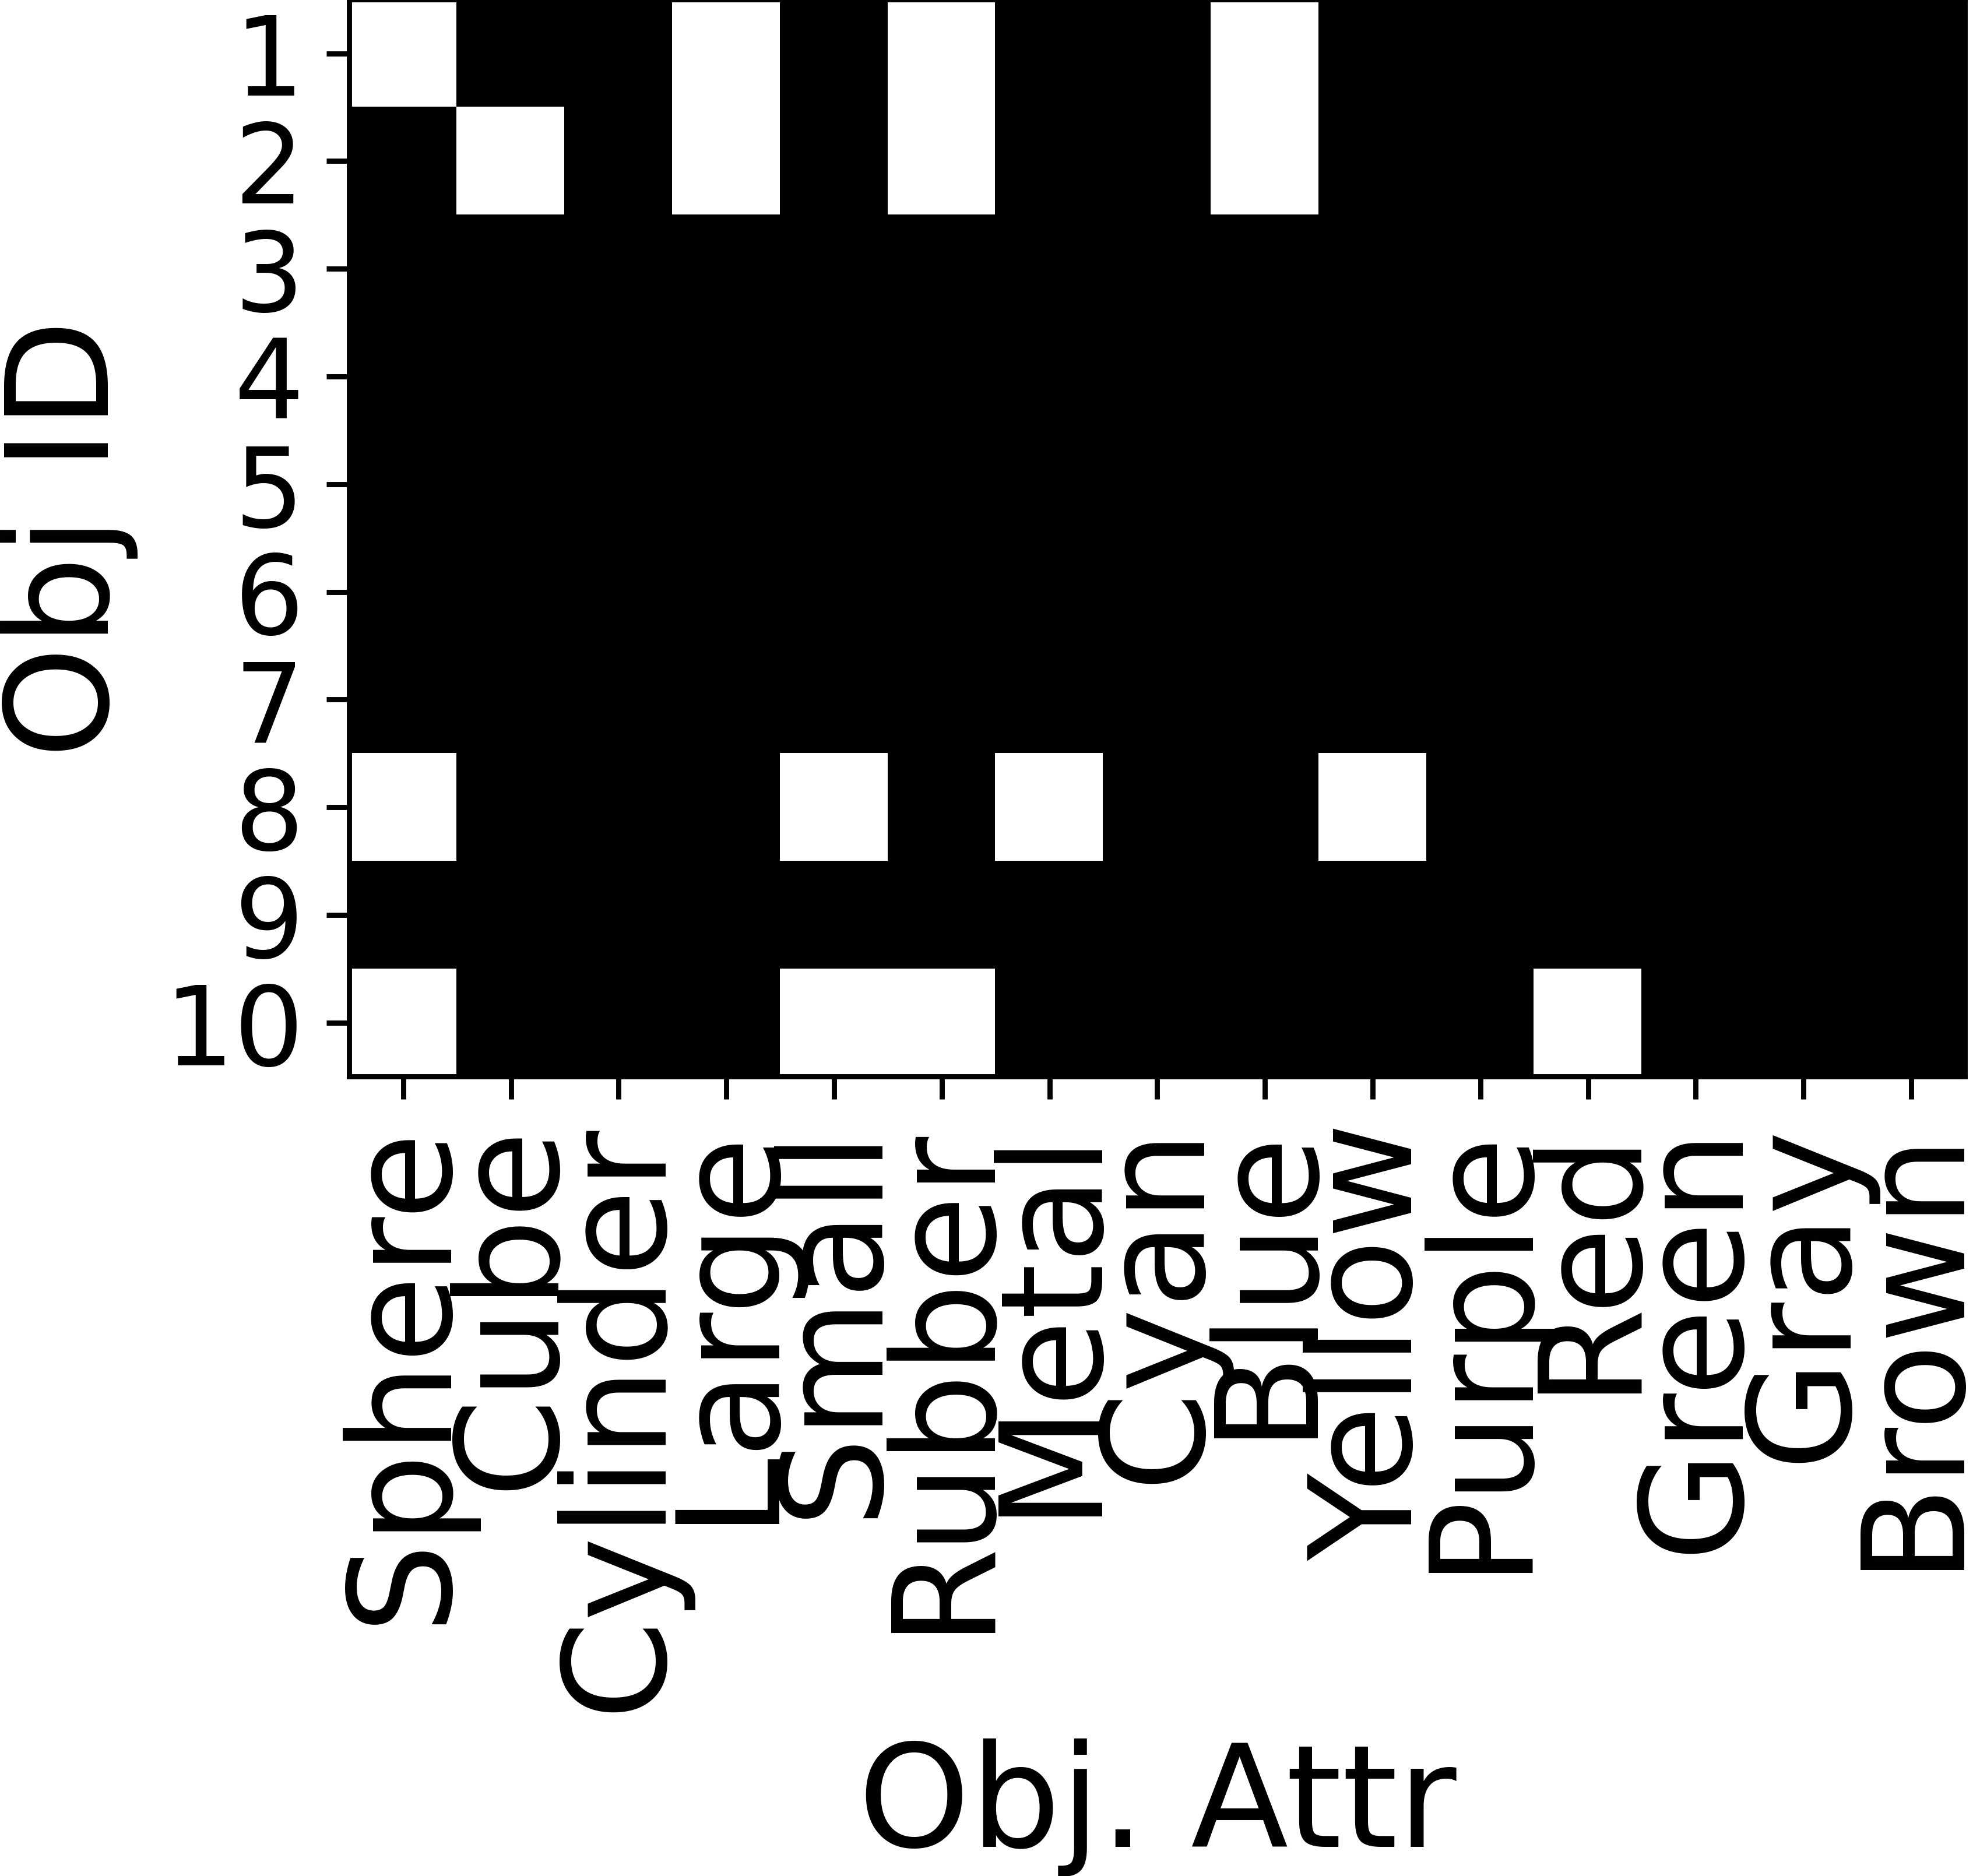 Obj ID
1
2
3
4
5
6
7
8
9
10
Sphere
Cube
Cylinder
Large
Small
Rubber
Metal
Cyan
Blue
Yellow
Purple
Red
Green
Gray
Brown
Obj. Attr